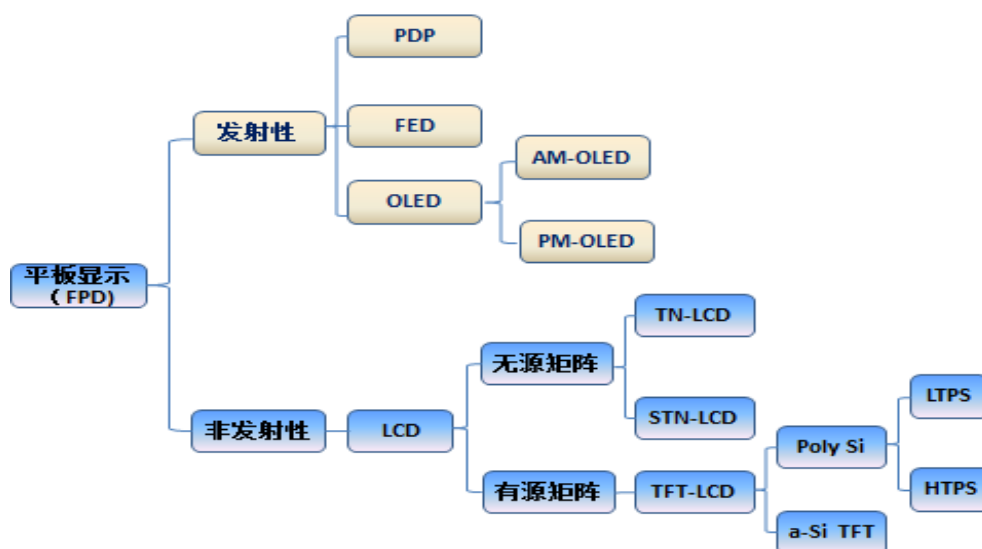 PDP
发射性
FED
AM-OLED
OLED
PM-OLED
平板显示
（FPD)
TN-LCD
无源矩阵
LTPS
非发射性
LCD
STN-LCD
Poly Si
有源矩阵
TFT-LCD
HTPS
a-Si TFT